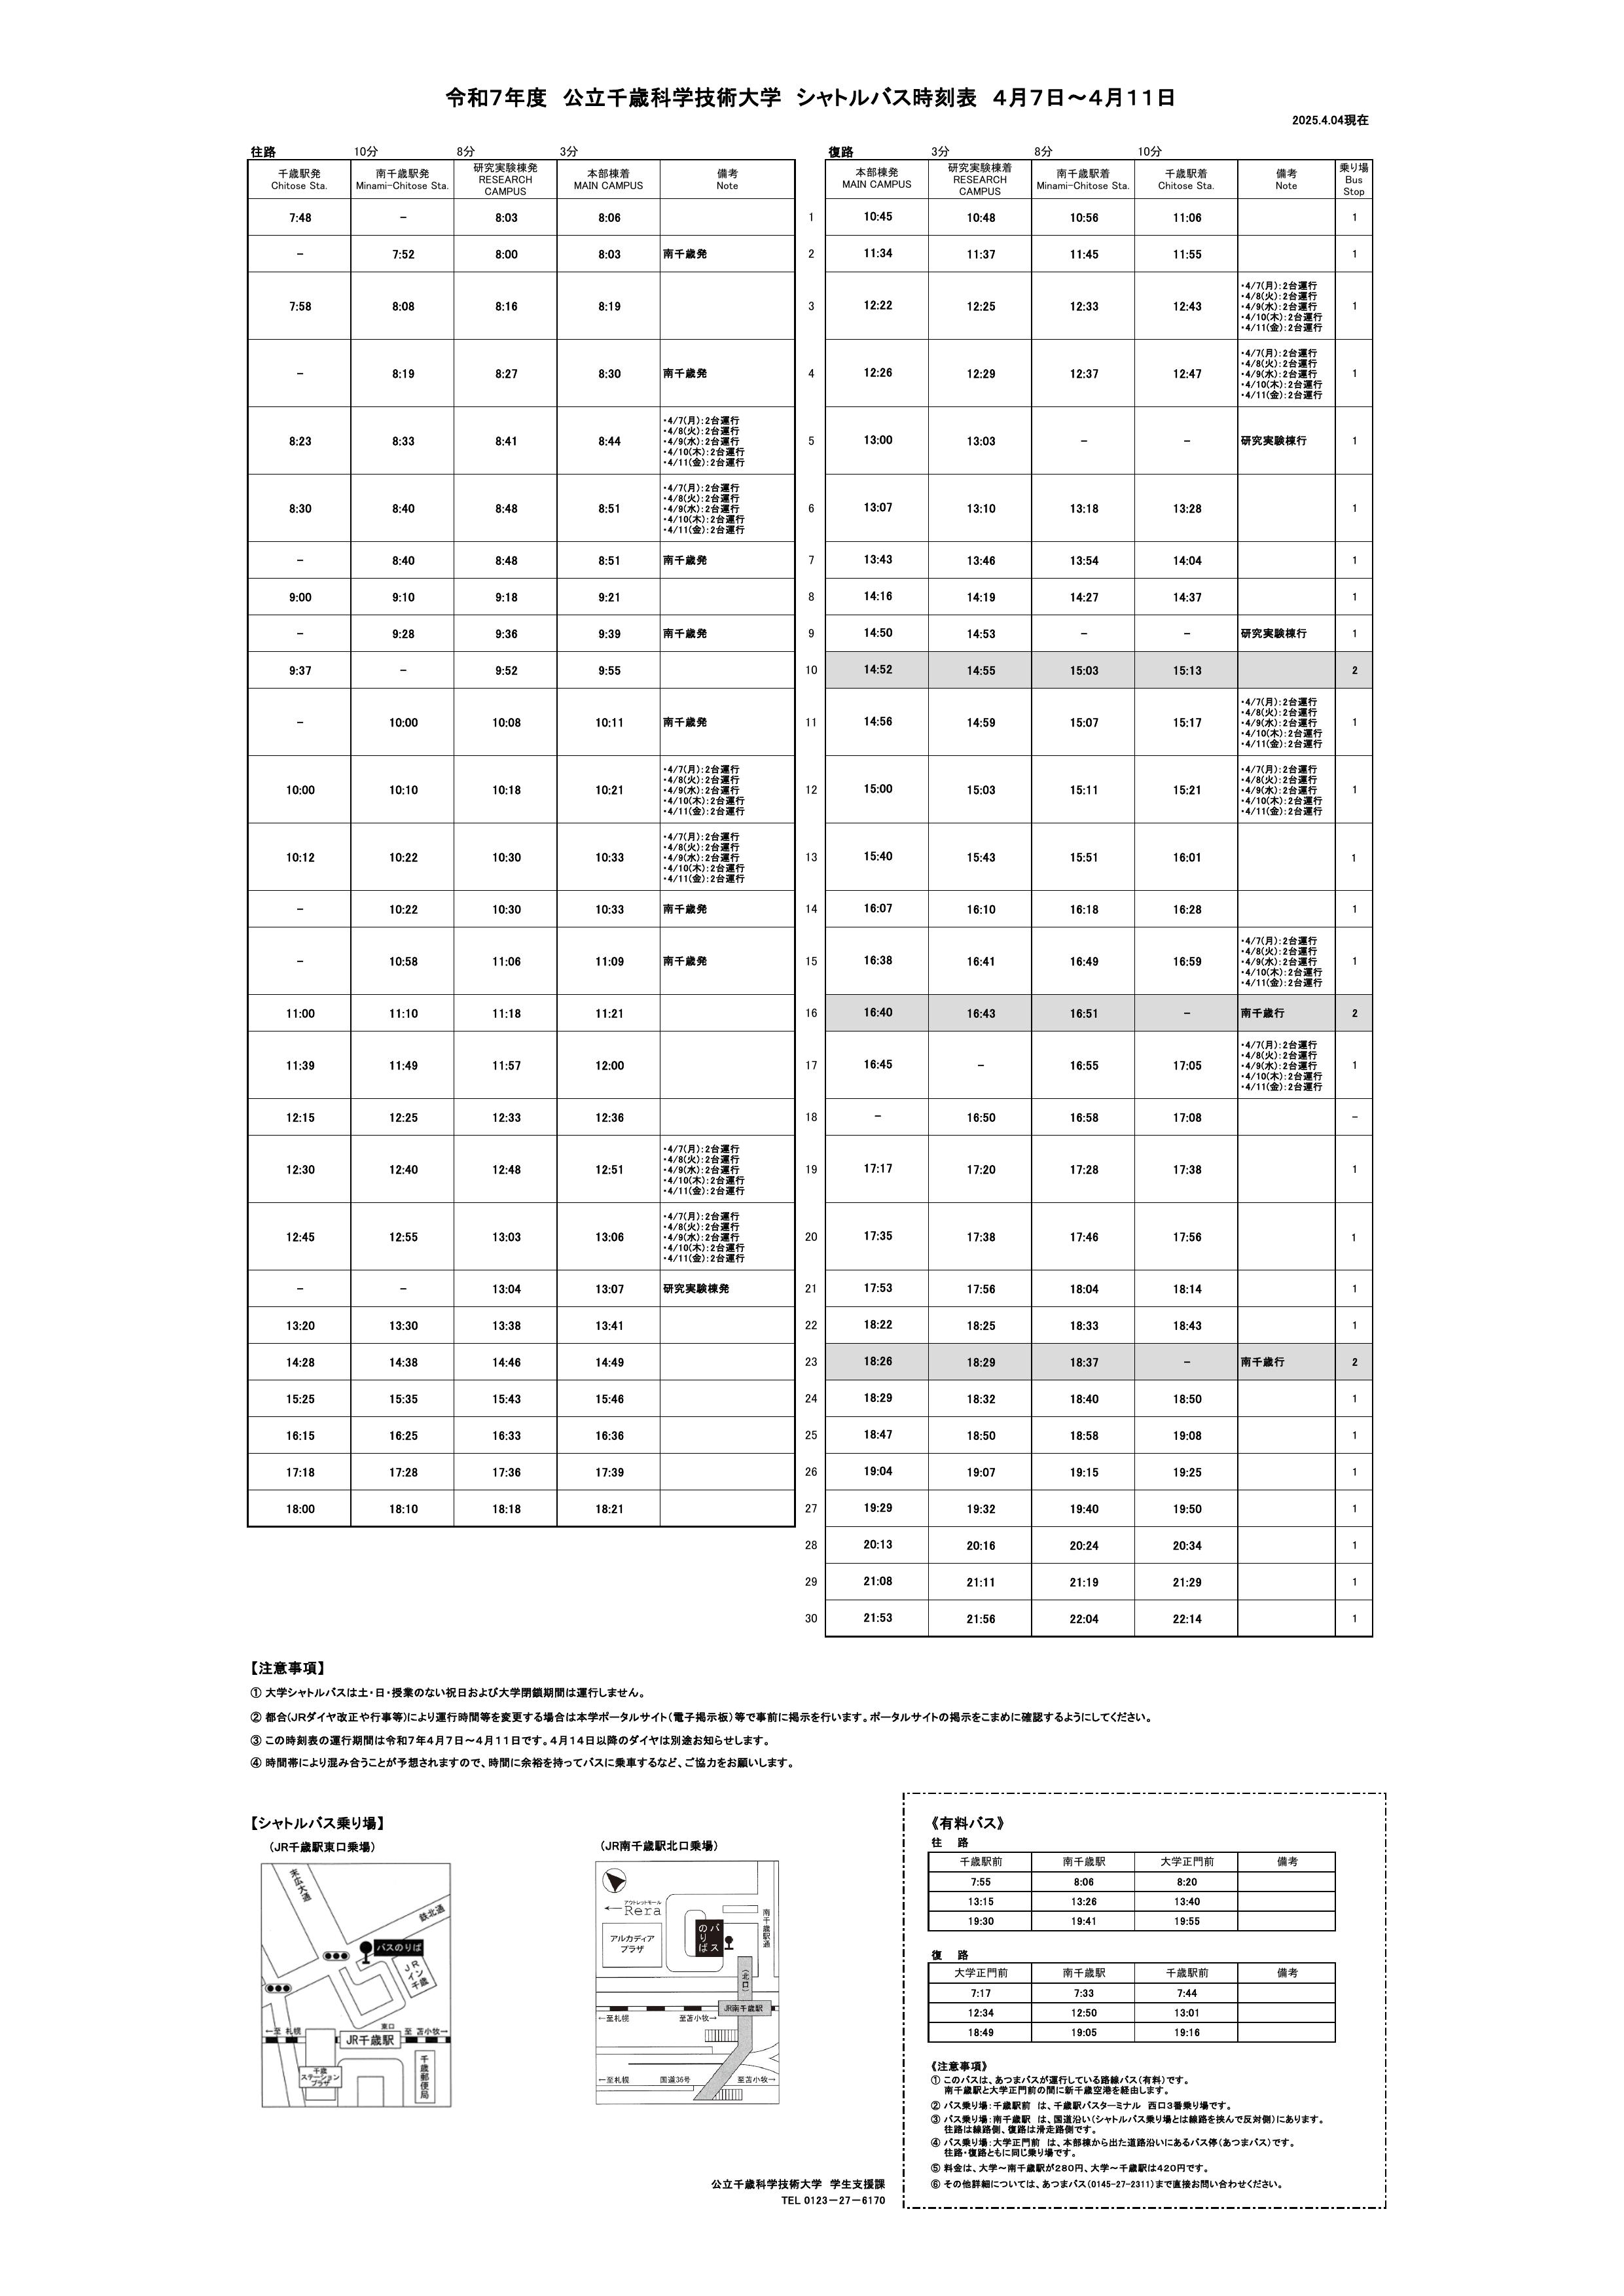 令和7年度　公立千歳科学技術大学　シャトルバス時刻表　4月7日～4月11日
2025.4.04現在
往路　10分　8分　3分
千歳駅発 Chitose Sta.　南千歳駅発 Minami-Chitose Sta.　研究実験棟発 RESEARCH CAMPUS　本部棟着 MAIN CAMPUS　備考 Note
7:48　－　8:03　8:06
－　7:52　8:00　8:03　南千歳発
7:58　8:08　8:16　8:19
－　8:19　8:27　8:30　南千歳発
8:23　8:33　8:41　8:44　・4/7(月):2台運行 ・4/8(火):2台運行 ・4/9(水):2台運行 ・4/10(木):2台運行 ・4/11(金):2台運行
8:30　8:40　8:48　8:51　・4/7(月):2台運行 ・4/8(火):2台運行 ・4/9(水):2台運行 ・4/10(木):2台運行 ・4/11(金):2台運行
－　8:40　8:48　8:51　南千歳発
9:00　9:10　9:18　9:21
－　9:28　9:36　9:39　南千歳発
9:37　－　9:52　9:55
－　10:00　10:08　10:11　南千歳発
10:00　10:10　10:18　10:21　・4/7(月):2台運行 ・4/8(火):2台運行 ・4/9(水):2台運行 ・4/10(木):2台運行 ・4/11(金):2台運行
10:12　10:22　10:30　10:33　・4/7(月):2台運行 ・4/8(火):2台運行 ・4/9(水):2台運行 ・4/10(木):2台運行 ・4/11(金):2台運行
－　10:22　10:30　10:33　南千歳発
－　10:58　11:06　11:09　南千歳発
11:00　11:10　11:18　11:21
11:39　11:49　11:57　12:00
12:15　12:25　12:33　12:36
12:30　12:40　12:48　12:51　・4/7(月):2台運行 ・4/8(火):2台運行 ・4/9(水):2台運行 ・4/10(木):2台運行 ・4/11(金):2台運行
12:45　12:55　13:03　13:06　・4/7(月):2台運行 ・4/8(火):2台運行 ・4/9(水):2台運行 ・4/10(木):2台運行 ・4/11(金):2台運行
－　－　13:04　13:07　研究実験棟発
13:20　13:30　13:38　13:41
14:28　14:38　14:46　14:49
15:25　15:35　15:43　15:46
16:15　16:25　16:33　16:36
17:18　17:28　17:36　17:39
18:00　18:10　18:18　18:21
復路　3分　8分　10分
本部棟発 MAIN CAMPUS　研究実験棟着 RESEARCH CAMPUS　南千歳駅着 Minami-Chitose Sta.　千歳駅着 Chitose Sta.　備考 Note　乗り場 Bus Stop
1　10:45　10:48　10:56　11:06　1
2　11:34　11:37　11:45　11:55　1
3　12:22　12:25　12:33　12:43　・4/7(月):2台運行 ・4/8(火):2台運行 ・4/9(水):2台運行 ・4/10(木):2台運行 ・4/11(金):2台運行　1
4　12:26　12:29　12:37　12:47　・4/7(月):2台運行 ・4/8(火):2台運行 ・4/9(水):2台運行 ・4/10(木):2台運行 ・4/11(金):2台運行　1
5　13:00　13:03　－　－　研究実験棟行　1
6　13:07　13:10　13:18　13:28　1
7　13:43　13:46　13:54　14:04　1
8　14:16　14:19　14:27　14:37　1
9　14:50　14:53　－　－　研究実験棟行　1
10　14:52　14:55　15:03　15:13　2
11　14:56　14:59　15:07　15:17　・4/7(月):2台運行 ・4/8(火):2台運行 ・4/9(水):2台運行 ・4/10(木):2台運行 ・4/11(金):2台運行　1
12　15:00　15:03　15:11　15:21　・4/7(月):2台運行 ・4/8(火):2台運行 ・4/9(水):2台運行 ・4/10(木):2台運行 ・4/11(金):2台運行　1
13　15:40　15:43　15:51　16:01　1
14　16:07　16:10　16:18　16:28　1
15　16:38　16:41　16:49　16:59　・4/7(月):2台運行 ・4/8(火):2台運行 ・4/9(水):2台運行 ・4/10(木):2台運行 ・4/11(金):2台運行　1
16　16:40　16:43　16:51　－　南千歳行　2
17　16:45　－　16:55　17:05　・4/7(月):2台運行 ・4/8(火):2台運行 ・4/9(水):2台運行 ・4/10(木):2台運行 ・4/11(金):2台運行　1
18　－　16:50　16:58　17:08　－
19　17:17　17:20　17:28　17:38　1
20　17:35　17:38　17:46　17:56　1
21　17:53　17:56　18:04　18:14　1
22　18:22　18:25　18:33　18:43　1
23　18:26　18:29　18:37　－　南千歳行　2
24　18:29　18:32　18:40　18:50　1
25　18:47　18:50　18:58　19:08　1
26　19:04　19:07　19:15　19:25　1
27　19:29　19:32　19:40　19:50　1
28　20:13　20:16　20:24　20:34　1
29　21:08　21:11　21:19　21:29　1
30　21:53　21:56　22:04　22:14　1
【注意事項】
① 大学シャトルバスは土・日・授業のない祝日および大学閉鎖期間は運行しません。
② 都合(JRダイヤ改正や行事等)により運行時間等を変更する場合は本学ポータルサイト(電子掲示板)等で事前に掲示を行います。ポータルサイトの掲示をこまめに確認するようにしてください。
③ この時刻表の運行期間は令和7年4月7日～4月11日です。4月14日以降のダイヤは別途お知らせします。
④ 時間帯により混み合うことが予想されますので、時間に余裕を持ってバスに乗車するなど、ご協力をお願いします。
【シャトルバス乗り場】
(JR千歳駅東口乗場)
末広大通
鉄北通
バスのりば
JRイン千歳
←至 札幌
東口
至 苫小牧→
JR千歳駅
千歳ステーションプラザ
千歳郵便局
(JR南千歳駅北口乗場)
アウトレットモール
←Rera
アルカディアプラザ
バスのりば
南千歳駅通
(北口)
JR南千歳駅
←至札幌
至苫小牧→
←至札幌
国道36号
至苫小牧→
公立千歳科学技術大学　学生支援課
TEL 0123－27－6170
《有料バス》
往　路
千歳駅前　南千歳駅　大学正門前　備考
7:55　8:06　8:20
13:15　13:26　13:40
19:30　19:41　19:55
復　路
大学正門前　南千歳駅　千歳駅前　備考
7:17　7:33　7:44
12:34　12:50　13:01
18:49　19:05　19:16
《注意事項》
① このバスは、あつまバスが運行している路線バス(有料)です。
南千歳駅と大学正門前の間に新千歳空港を経由します。
② バス乗り場:千歳駅前　は、千歳駅バスターミナル　西口3番乗り場です。
③ バス乗り場:南千歳駅　は、国道沿い(シャトルバス乗り場とは線路を挟んで反対側)にあります。
往路は線路側、復路は滑走路側です。
④ バス乗り場:大学正門前　は、本部棟から出た道路沿いにあるバス停(あつまバス)です。
往路・復路ともに同じ乗り場です。
⑤ 料金は、大学～南千歳駅が280円、大学～千歳駅は420円です。
⑥ その他詳細については、あつまバス(0145-27-2311)まで直接お問い合わせください。